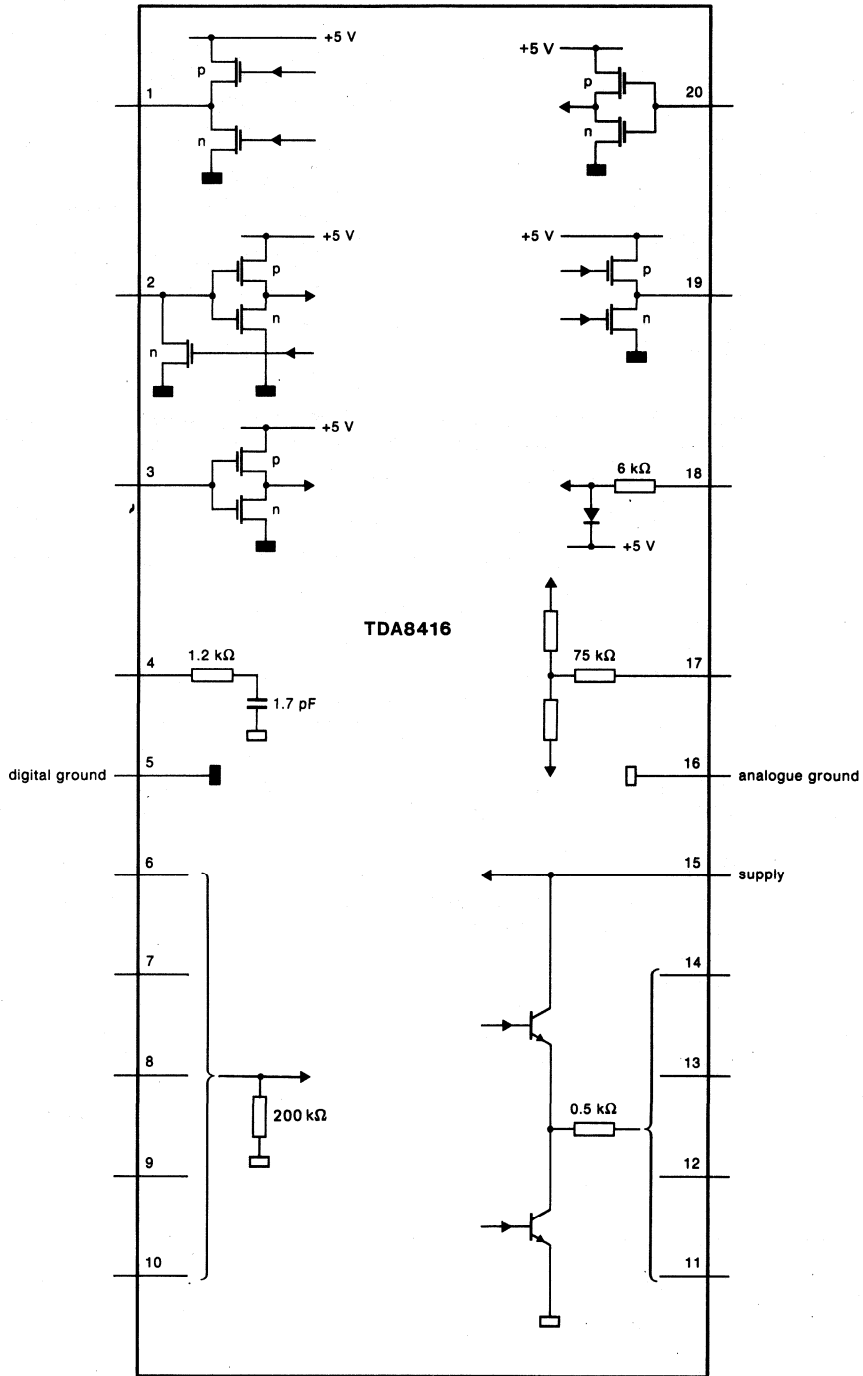 +5 V
p
1
n
+5 V
p
20
n
+5 V
2
p
n
n
+5 V
p
19
n
+5 V
3
p
n
6 kΩ
18
+5 V
TDA8416
4
1.2 kΩ
1.7 pF
75 kΩ
17
digital ground
5
16
analogue ground
6
15
supply
7
14
8
13
200 kΩ
0.5 kΩ
9
12
10
11